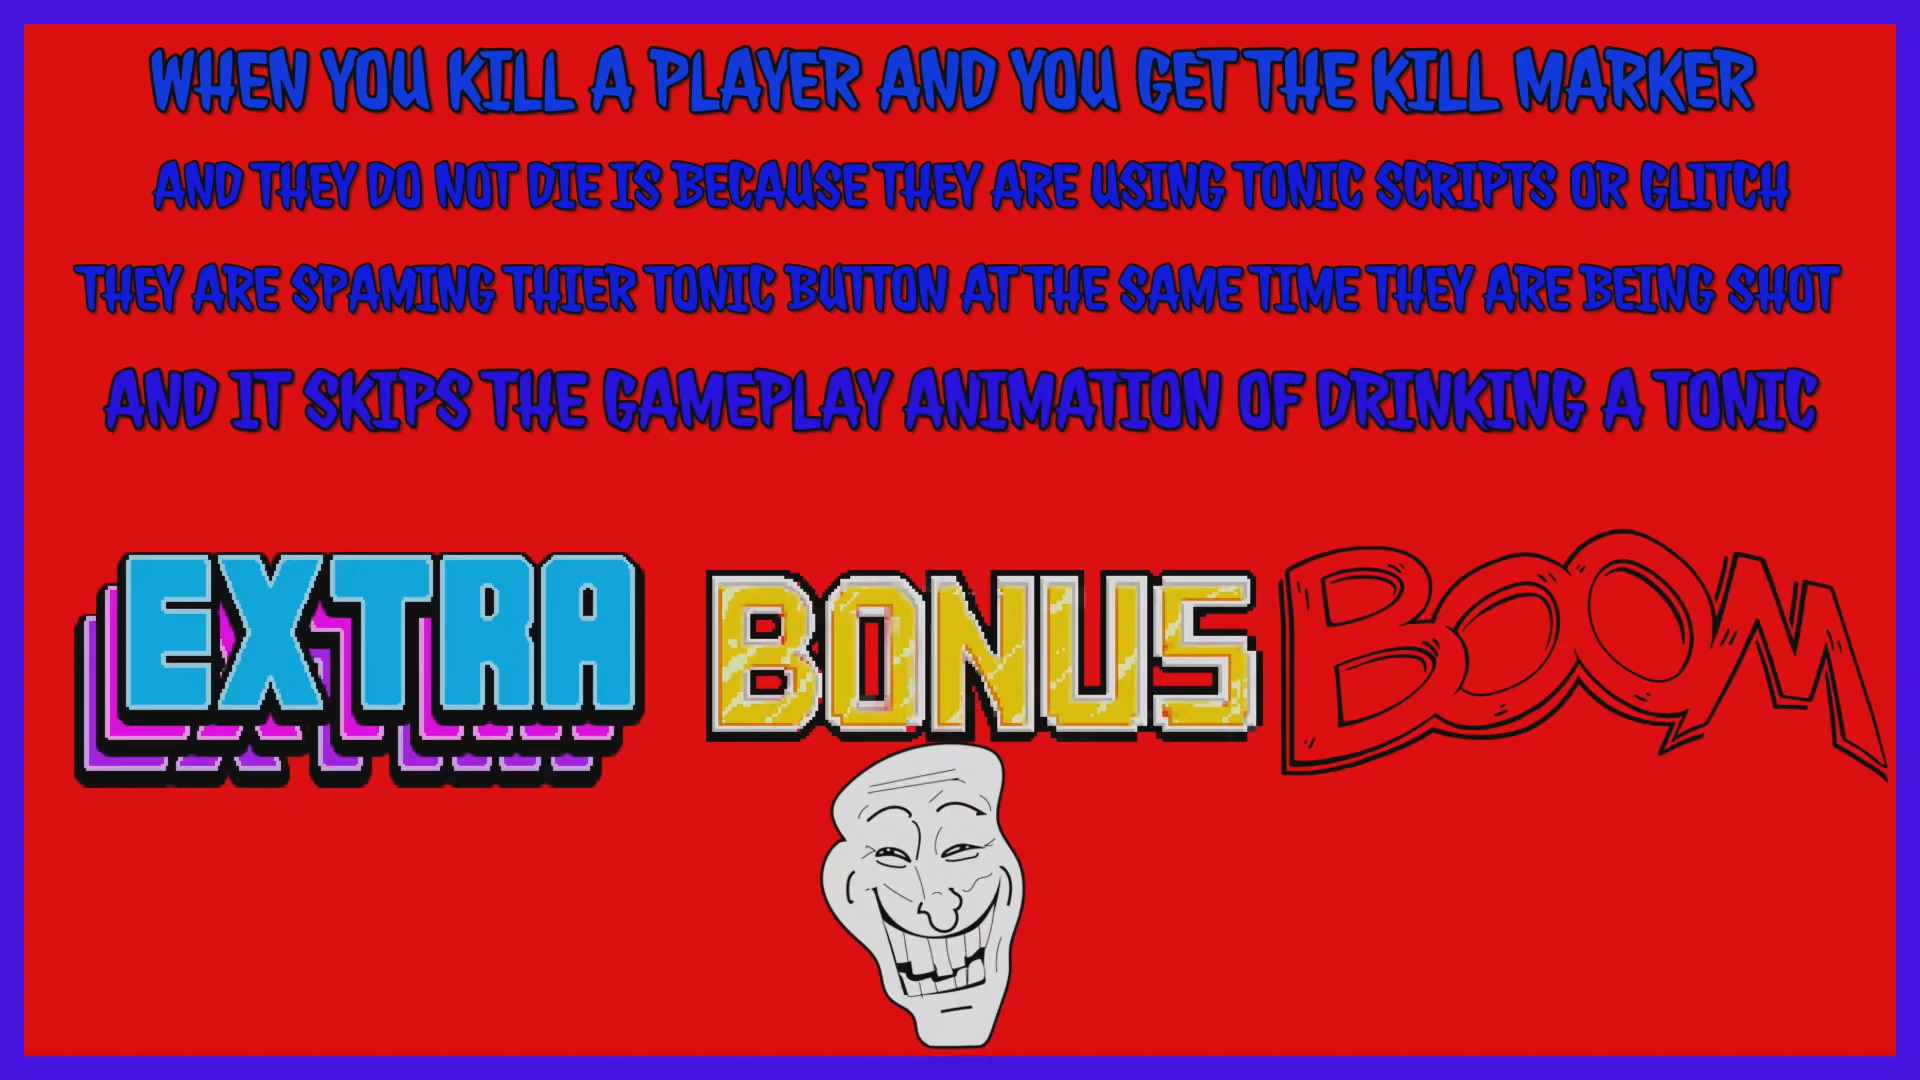 WHEN YOU KILL A PLAYER AND YOU GET THE KILL MARKER
AND THEY DO NOT DIE IS BECAUSE THEY ARE USING TONIC SCRIPTS OR GLITCH
THEY ARE SPAMING THIER TONIC BUTTON AT THE SAME TIME THEY ARE BEING SHOT
AND IT SKIPS THE GAMEPLAY ANIMATION OF DRINKING A TONIC
EXTRA BONUS BOOM